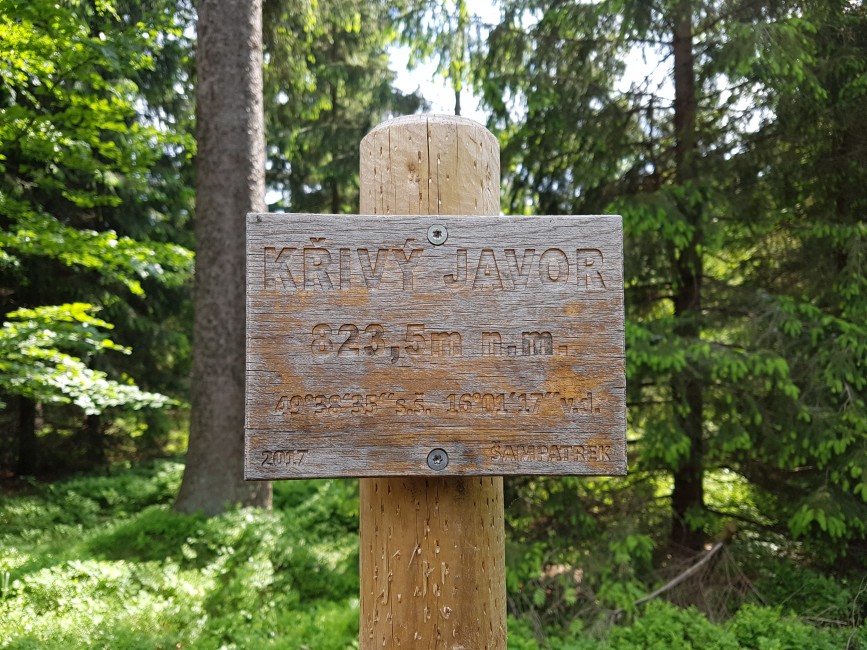 KŘIVÝ JAVOR
823,5m n.m.
49°38'35"s.š. 16°01'17"v.d.
2017 ŠAMPATREK